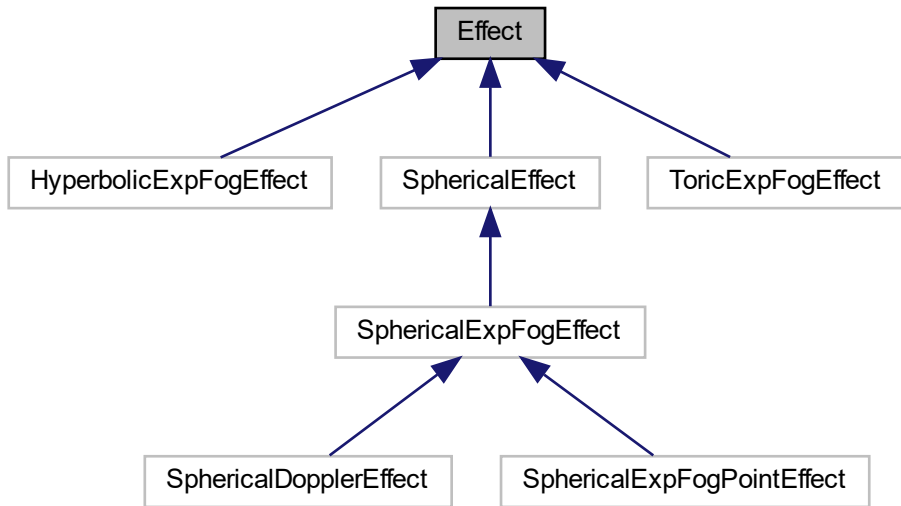 Effect
HyperbolicExpFogEffect
SphericalEffect
ToricExpFogEffect
SphericalExpFogEffect
SphericalDopplerEffect
SphericalExpFogPointEffect